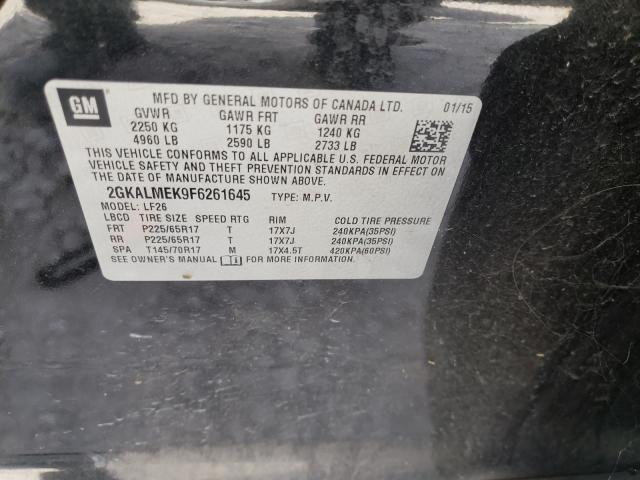 GM
MFD BY GENERAL MOTORS OF CANADA LTD. 01/15
GVWR GAWR FRT GAWR RR
2250 KG 1175 KG 1240 KG
4960 LB 2590 LB 2733 LB
THIS VEHICLE CONFORMS TO ALL APPLICABLE U.S. FEDERAL MOTOR
VEHICLE SAFETY AND THEFT PREVENTION STANDARDS IN EFFECT ON
THE DATE OF MANUFACTURE SHOWN ABOVE.
2GKALMEK9F6261645 TYPE: M.P.V.
MODEL: LF26
LBCD TIRE SIZE SPEED RTG RIM COLD TIRE PRESSURE
FRT P225/65R17 T 17X7J 240KPA(35PSI)
RR P225/65R17 T 17X7J 240KPA(35PSI)
SPA T145/70R17 M 17X4.5T 420KPA(60PSI)
SEE OWNER'S MANUAL FOR MORE INFORMATION